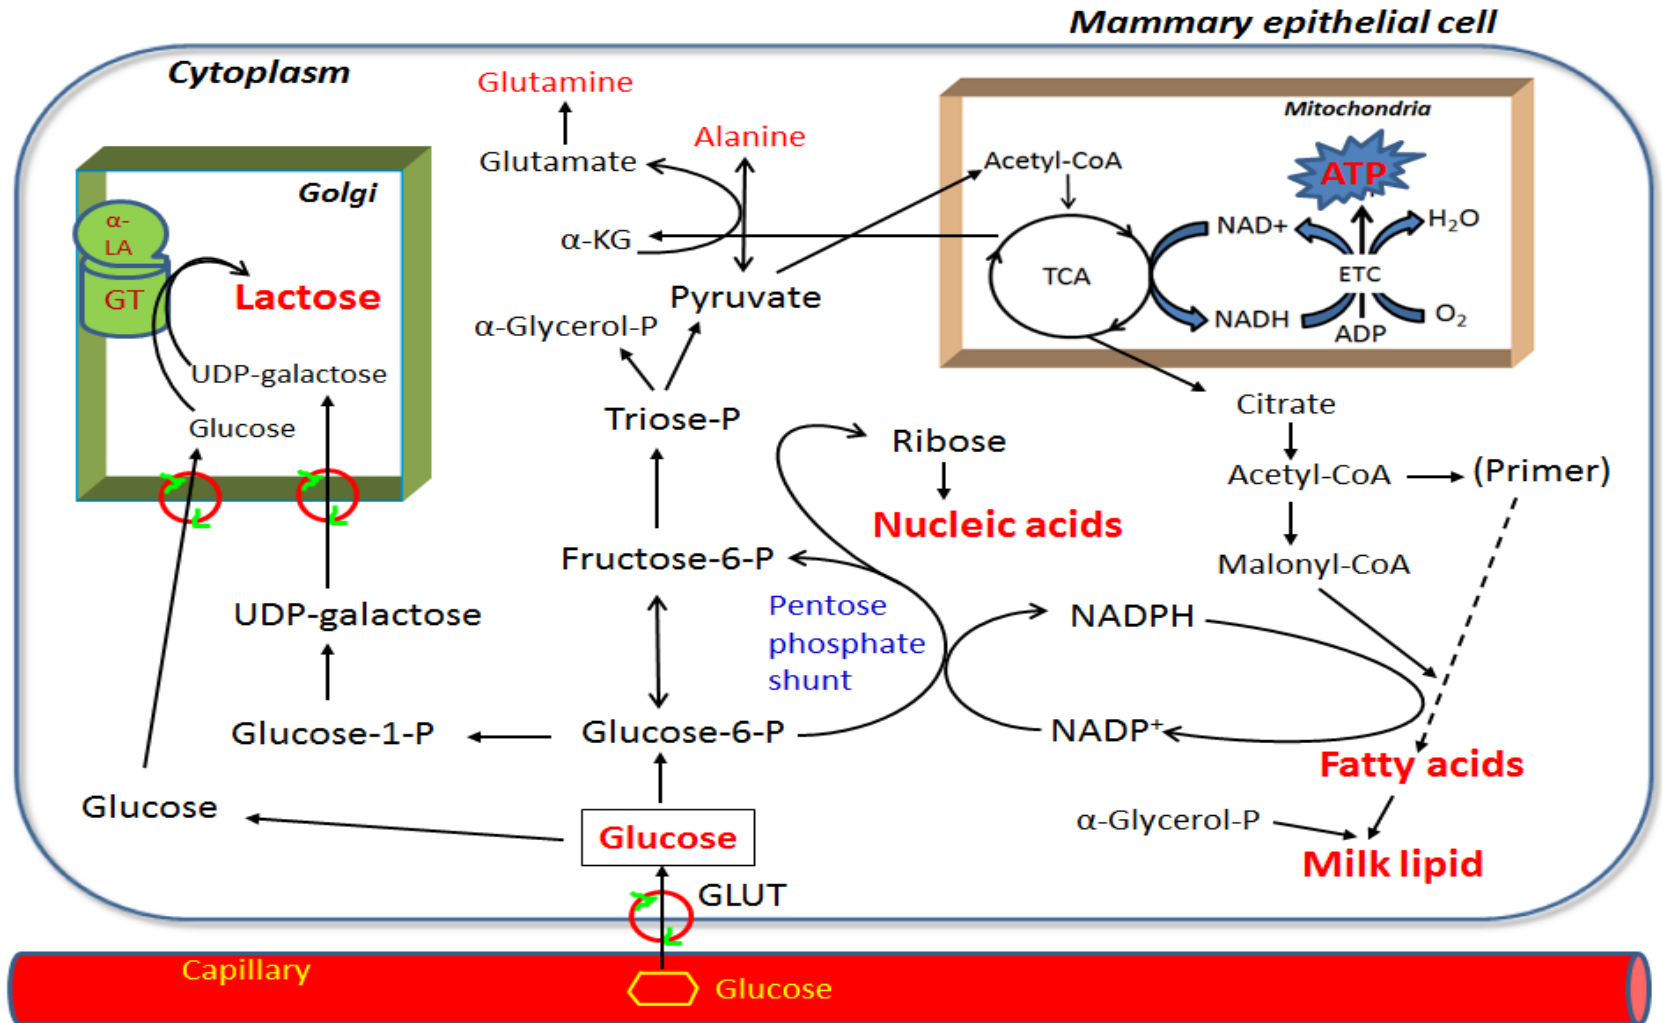 Mammary epithelial cell
Cytoplasm
Golgi
α-
LA
GT
Lactose
UDP-galactose
Glucose
UDP-galactose
Glucose-1-P
Glucose
Glutamine
Glutamate
Alanine
α-KG
Pyruvate
α-Glycerol-P
Triose-P
Fructose-6-P
Glucose-6-P
Glucose
GLUT
Pentose
phosphate
shunt
Ribose
Nucleic acids
NADPH
NADP⁺
Mitochondria
Acetyl-CoA
TCA
NAD+
NADH
ATP
H₂O
ETC
ADP
O₂
Citrate
Acetyl-CoA
(Primer)
Malonyl-CoA
Fatty acids
α-Glycerol-P
Milk lipid
Capillary
Glucose